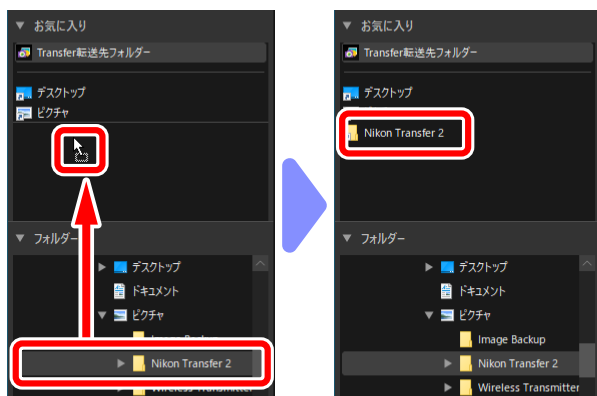 お気に入り
Transfer転送先フォルダー
デスクトップ
ピクチャ
フォルダー
デスクトップ
ドキュメント
ピクチャ
Image Backup
Nikon Transfer 2
Wireless Transmitter
お気に入り
Transfer転送先フォルダー
デスクトップ
Nikon Transfer 2
フォルダー
デスクトップ
ドキュメント
ピクチャ
Image Backup
Nikon Transfer 2
Wireless Transmitter